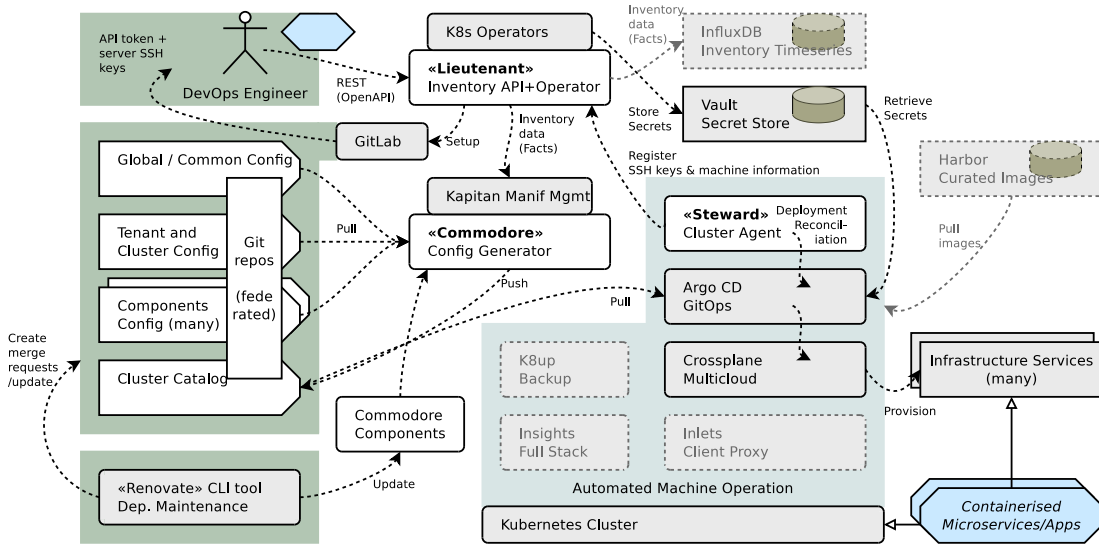 API token +
server SSH
keys
DevOps Engineer
REST
(OpenAPI)
K8s Operators
«Lieutenant»
Inventory API+Operator
Inventory
data
(Facts)
InfluxDB
Inventory Timeseries
Vault
Secret Store
Store
Secrets
Retrieve
Secrets
GitLab
Setup
Inventory
data
(Facts)
Register
SSH keys & machine information
Harbor
Curated Images
Global / Common Config
Tenant and
Cluster Config
Components
Config (many)
Cluster Catalog
Git
repos
(fede
rated)
Pull
Kapitan Manif Mgmt
«Commodore»
Config Generator
Push
Pull
«Steward»
Cluster Agent
Deployment
Reconcil-
iation
Pull
images
Argo CD
GitOps
K8up
Backup
Crossplane
Multicloud
Infrastructure Services
(many)
Provision
Create
merge
requests
/update
Commodore
Components
Insights
Full Stack
Inlets
Client Proxy
Update
«Renovate» CLI tool
Dep. Maintenance
Automated Machine Operation
Kubernetes Cluster
Containerised
Microservices/Apps